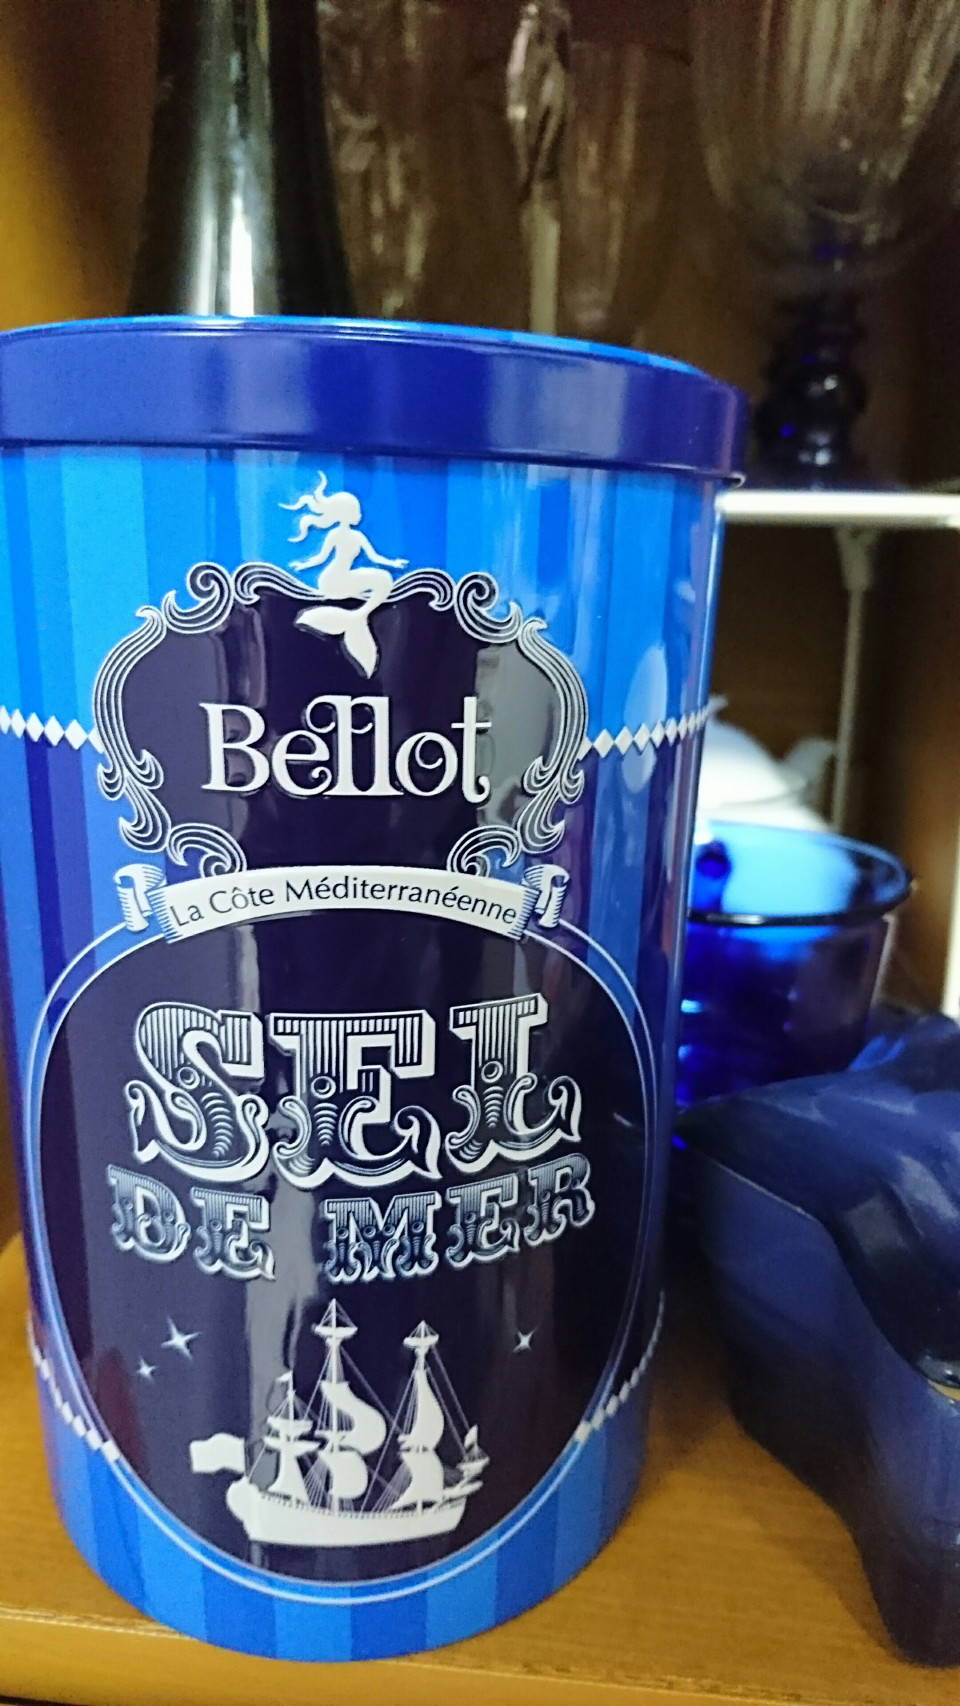 Bellot
La Côte Méditerranéenne
SEL
DE MER